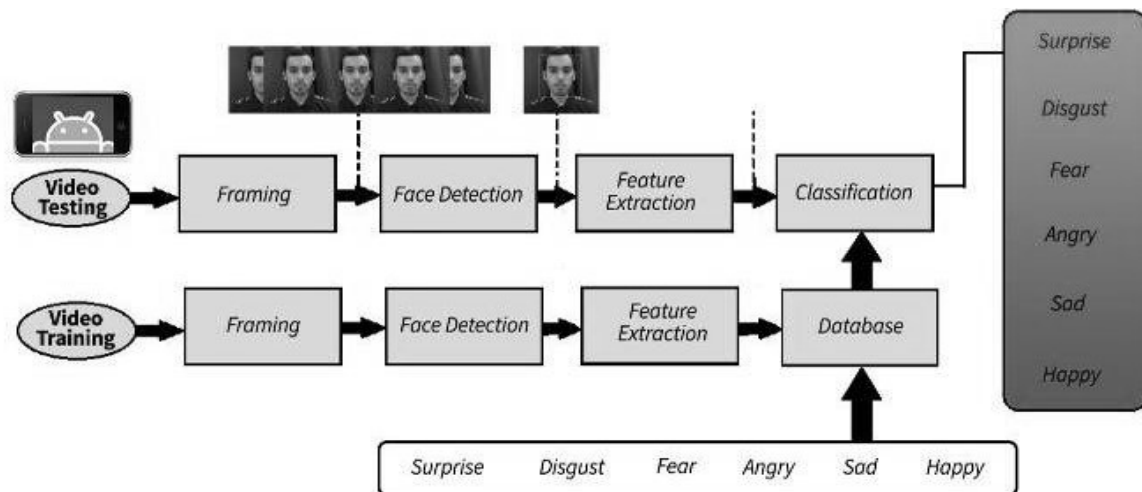 Surprise
Disgust
Fear
Angry
Sad
Happy
Video
Testing
Framing
Face Detection
Feature
Extraction
Classification
Video
Training
Framing
Face Detection
Feature
Extraction
Database
Surprise Disgust Fear Angry Sad Happy